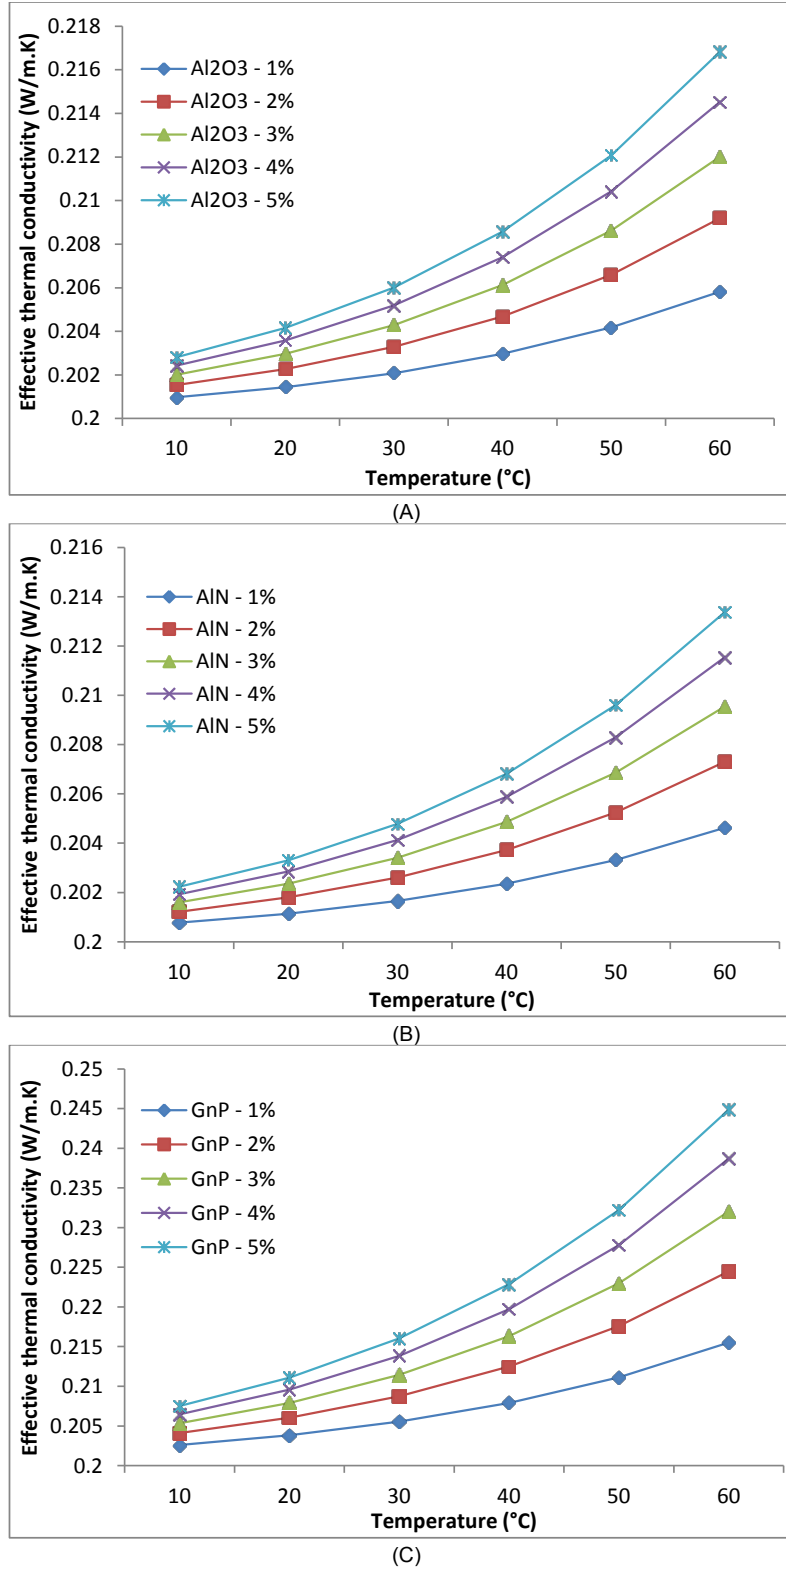 Effective thermal conductivity (W/m.K)
0.218
0.216
0.214
0.212
0.21
0.208
0.206
0.204
0.202
0.2
Al2O3 - 1%
Al2O3 - 2%
Al2O3 - 3%
Al2O3 - 4%
Al2O3 - 5%
10 20 30 40 50 60
Temperature (°C)
(A)
Effective thermal conductivity (W/m.K)
0.216
0.214
0.212
0.21
0.208
0.206
0.204
0.202
0.2
AlN - 1%
AlN - 2%
AlN - 3%
AlN - 4%
AlN - 5%
10 20 30 40 50 60
Temperature (°C)
(B)
Effective thermal conductivity (W/m.K)
0.25
0.245
0.24
0.235
0.23
0.225
0.22
0.215
0.21
0.205
0.2
GnP - 1%
GnP - 2%
GnP - 3%
GnP - 4%
GnP - 5%
10 20 30 40 50 60
Temperature (°C)
(C)